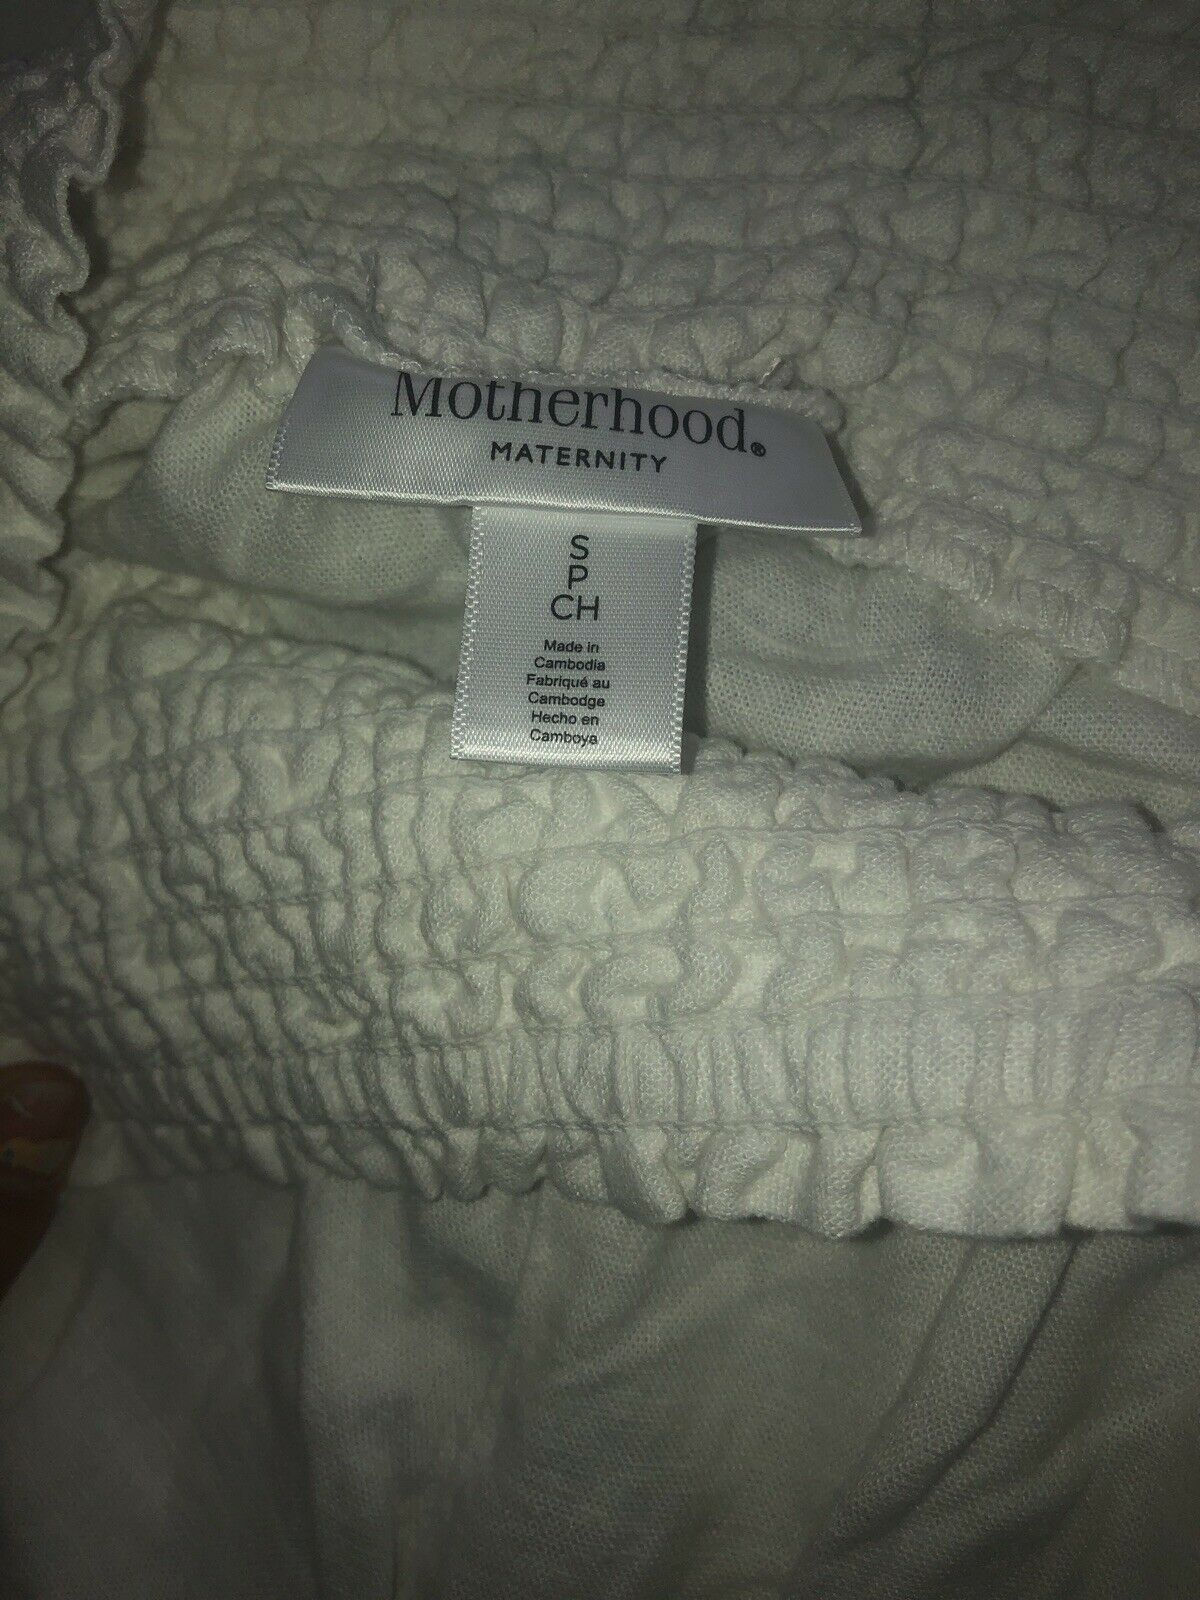 Motherhood®
MATERNITY
S
P
CH
Made in
Cambodia
Fabriqué au
Cambodge
Hecho en
Camboya